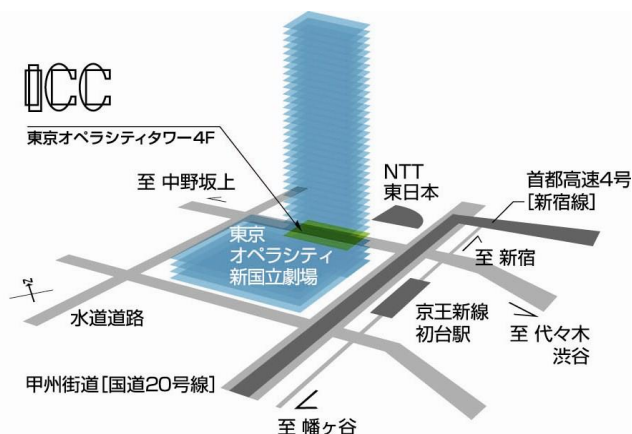 ICC
東京オペラシティタワー4F
至 中野坂上
NTT
東日本
首都高速4号
[新宿線]
東京
オペラシティ
新国立劇場
至 新宿
N
水道道路
京王新線
初台駅
至 代々木
渋谷
甲州街道[国道20号線]
至 幡ヶ谷